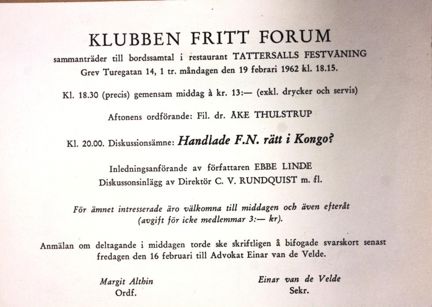 KLUBBEN FRITT FORUM
sammanträder till bordssamtal i restaurant TATTERSALLS FESTVÅNING
Grev Turegatan 14, 1 tr. måndagen den 19 febrari 1962 kl. 18.15.
Kl. 18.30 (precis) gemensam middag à kr. 13:— (exkl. drycker och servis)
Aftonens ordförande: Fil. dr. ÅKE THULSTRUP
Kl. 20.00. Diskussionsämne: Handlade F.N. rätt i Kongo?
Inledningsanförande av författaren EBBE LINDE
Diskussonsinlägg av Direktör C. V. RUNDQUIST m. fl.
För ämnet intresserade äro välkomna till middagen och även efteråt
(avgift för icke medlemmar 3:— kr).
Anmälan om deltagande i middagen torde ske skriftligen å bifogade svarskort senast
fredagen den 16 februari till Advokat Einar van de Velde.
Margit Althin
Ordf.
Einar van de Velde
Sekr.